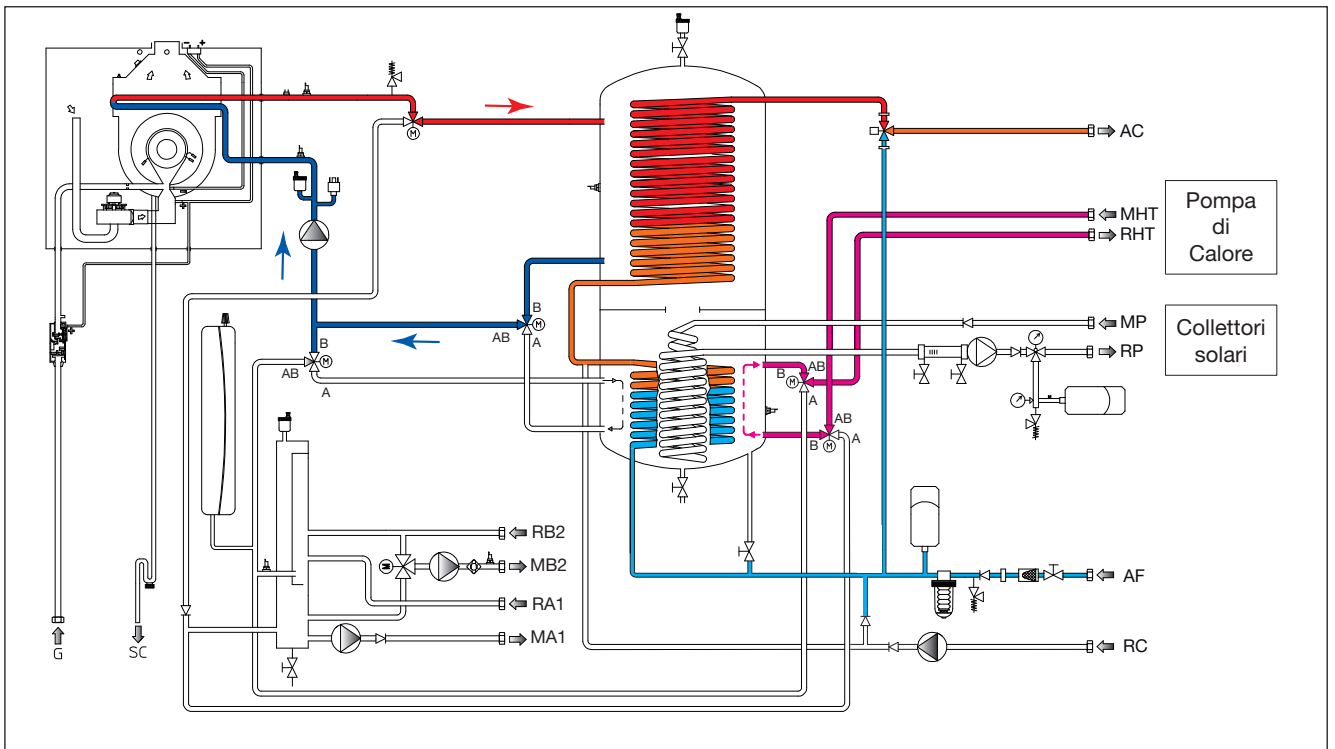 AC
MHT
RHT
Pompa
di
Calore
MP
RP
Collettori
solari
M
B
AB
M
A
B
AB
M
A
B
AB
M
A
AB
B
M
A
RB2
MB2
M
RA1
MA1
AF
RC
G
SC